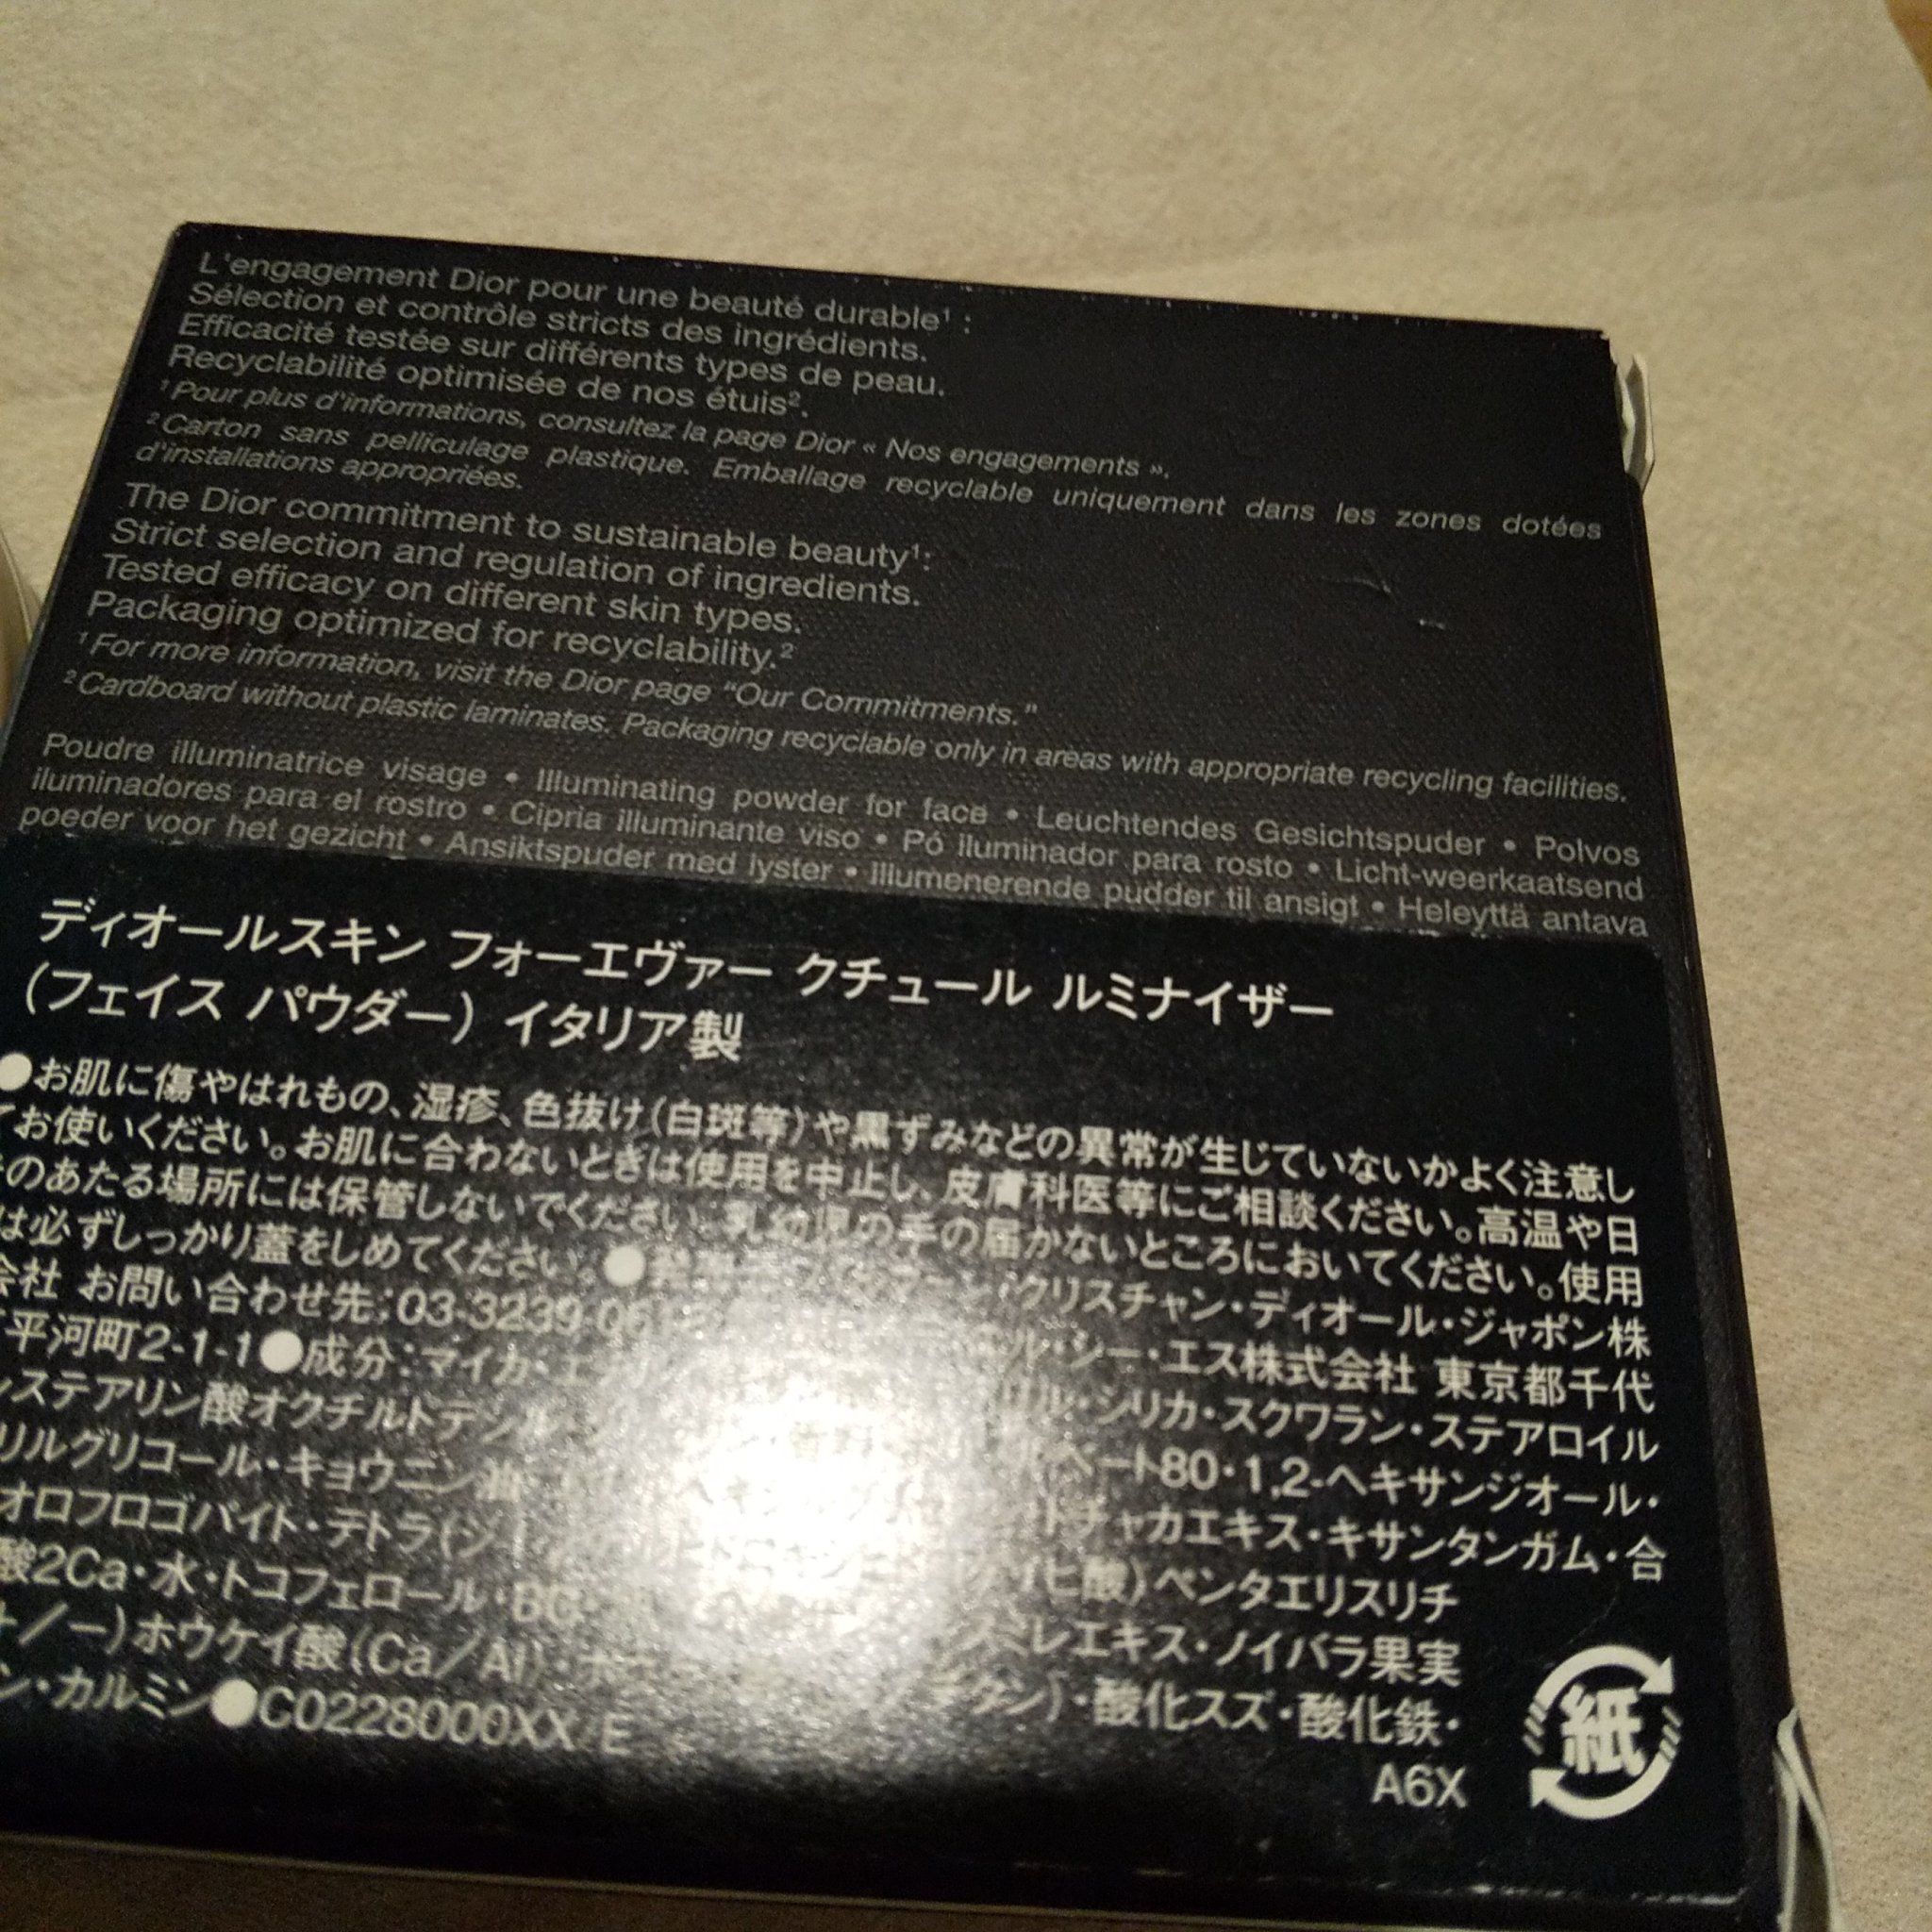 L'engagement Dior pour une beauté durable¹ :
Sélection et contrôle stricts des ingrédients.
Efficacité testée sur différents types de peau.
Recyclabilité optimisée de nos étuis².
¹ Pour plus d'informations, consultez la page Dior « Nos engagements ».
² Carton sans pelliculage plastique. Emballage recyclable uniquement dans les zones dotées
d'installations appropriées.
The Dior commitment to sustainable beauty¹:
Strict selection and regulation of ingredients.
Tested efficacy on different skin types.
Packaging optimized for recyclability.²
¹ For more information, visit the Dior page "Our Commitments."
² Cardboard without plastic laminates. Packaging recyclable only in areas with appropriate recycling facilities.
Poudre illuminatrice visage • Illuminating powder for face • Leuchtendes Gesichtspuder • Polvos
iluminadores para el rostro • Cipria illuminante viso • Pó iluminador para rosto • Licht-weerkaatsend
poeder voor het gezicht • Ansiktspuder med lyster • Illumenerende pudder til ansigt • Heleyttä antava
ディオールスキン フォーエヴァー クチュール ルミナイザー
(フェイス パウダー) イタリア製
●お肌に傷やはれもの、湿疹、色抜け(白斑等)や黒ずみなどの異常が生じていないかよく注意し
てお使いください。お肌に合わないときは使用を中止し、皮膚科医等にご相談ください。高温や日
のあたる場所には保管しないでください。乳幼児の手の届かないところにおいてください。使用
は必ずしっかり蓋をしめてください。● クリスチャン・ディオール・ジャポン株
会社 お問い合わせ先:03-3239-06 シー・エス株式会社 東京都千代
平河町2-1-1●成分:マイカ・ シリカ・スクワラン・ステアロイル
ステアリン酸オクチルドデシル 80・1,2-ヘキサンジオール・
リルグリコール・キョウニン油 チャカエキス・キサンタンガム・合
オロフロゴパイト・テトラ(ジ ヒ酸)ペンタエリスリチ
酸2Ca・水・トコフェロール・BG レエキス・ノイバラ果実
+/-)ホウケイ酸(Ca/Al)・ ・酸化スズ・酸化鉄・
ン・カルミン●C0228000XX E
A6X
紙